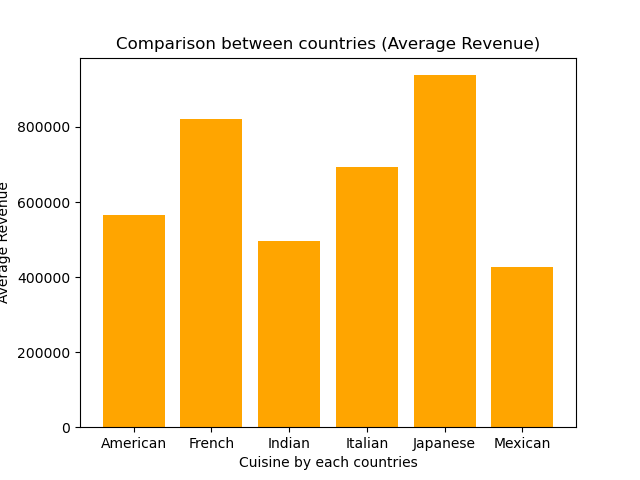 Comparison between countries (Average Revenue)
800000
600000
400000
200000
0
Average Revenue
American French Indian Italian Japanese Mexican
Cuisine by each countries